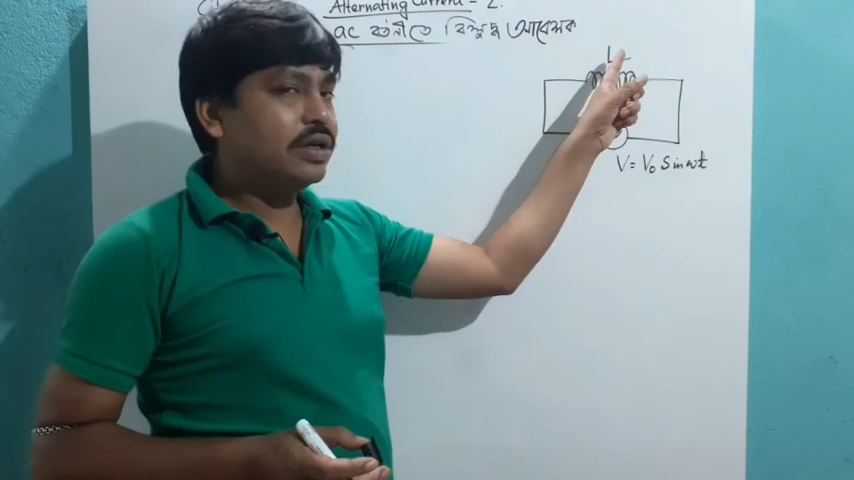 Alternating Current - 2.
ac বর্তনীতে বিশুদ্ধ আবেশক
L
V = V₀ Sin ωt